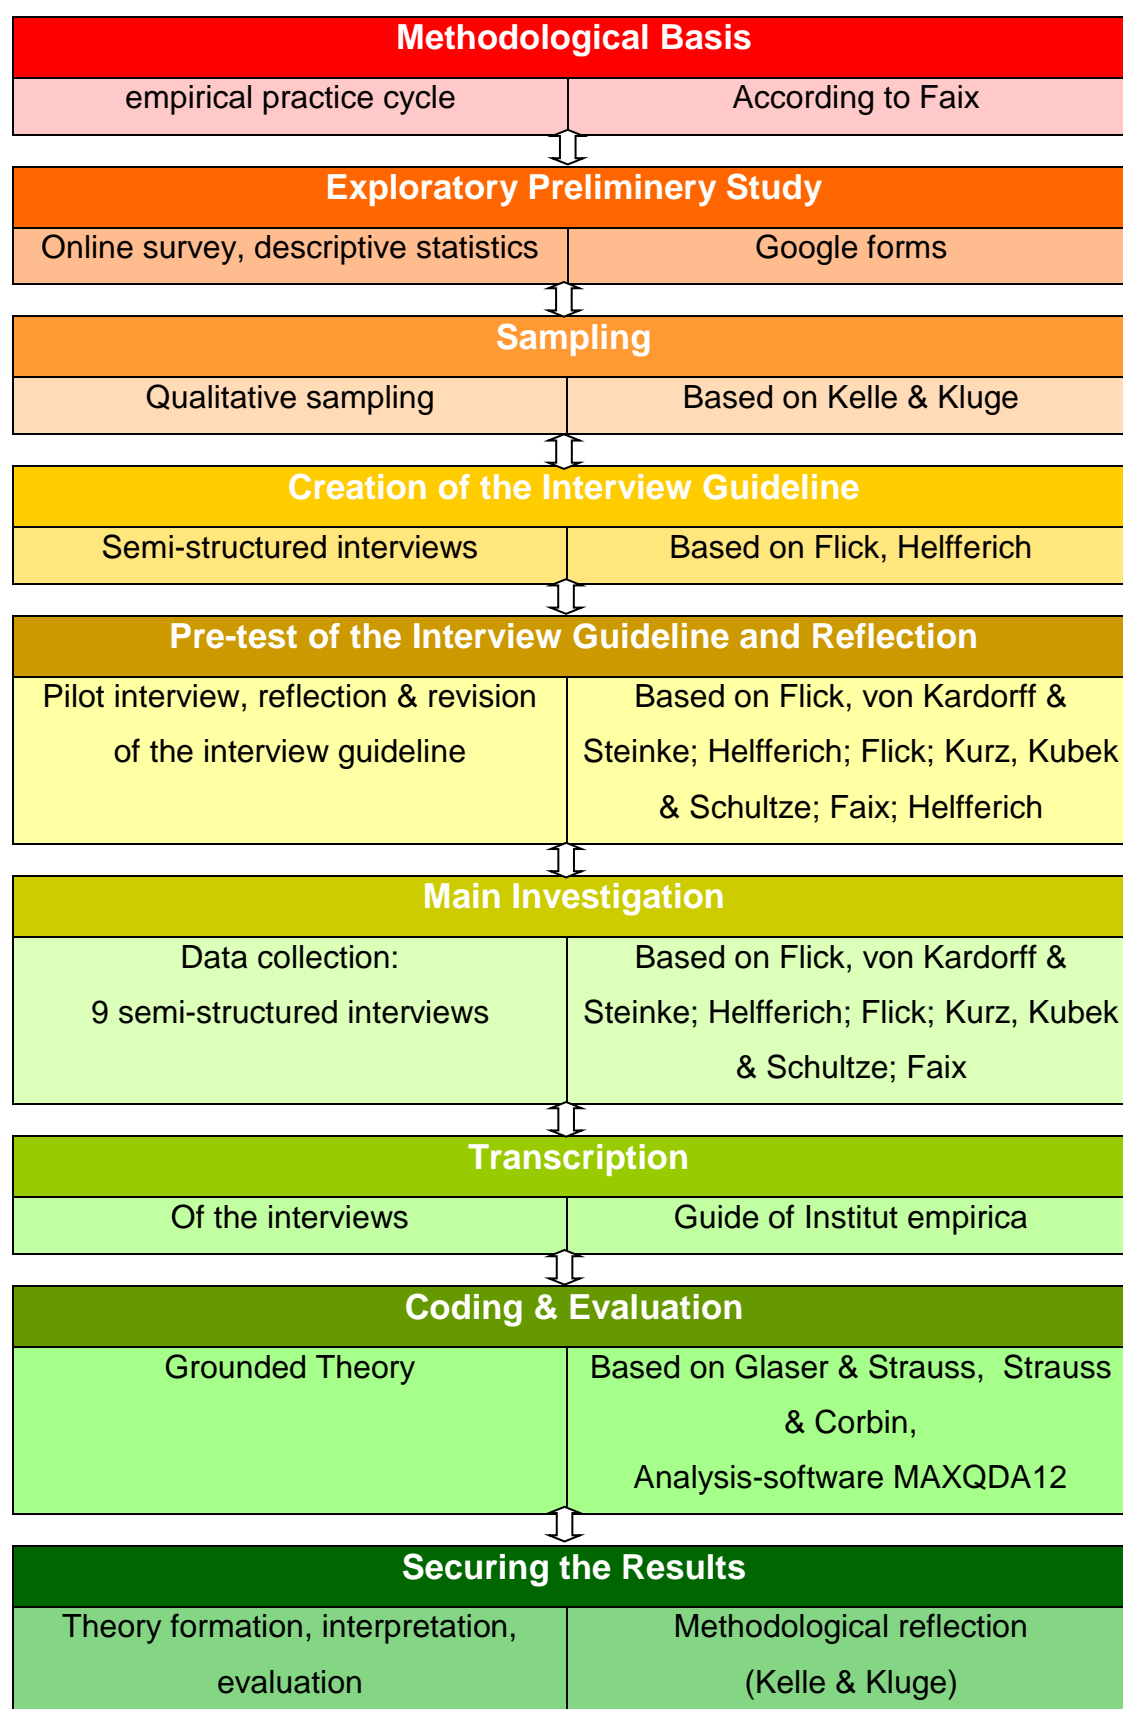 Methodological Basis
empirical practice cycle
According to Faix
Exploratory Preliminery Study
Online survey, descriptive statistics
Google forms
Sampling
Qualitative sampling
Based on Kelle & Kluge
Creation of the Interview Guideline
Semi-structured interviews
Based on Flick, Helfferich
Pre-test of the Interview Guideline and Reflection
Pilot interview, reflection & revision
of the interview guideline
Based on Flick, von Kardorff &
Steinke; Helfferich; Flick; Kurz, Kubek
& Schultze; Faix; Helfferich
Main Investigation
Data collection:
9 semi-structured interviews
Based on Flick, von Kardorff &
Steinke; Helfferich; Flick; Kurz, Kubek
& Schultze; Faix
Transcription
Of the interviews
Guide of Institut empirica
Coding & Evaluation
Grounded Theory
Based on Glaser & Strauss,  Strauss
& Corbin,
Analysis-software MAXQDA12
Securing the Results
Theory formation, interpretation,
evaluation
Methodological reflection
(Kelle & Kluge)